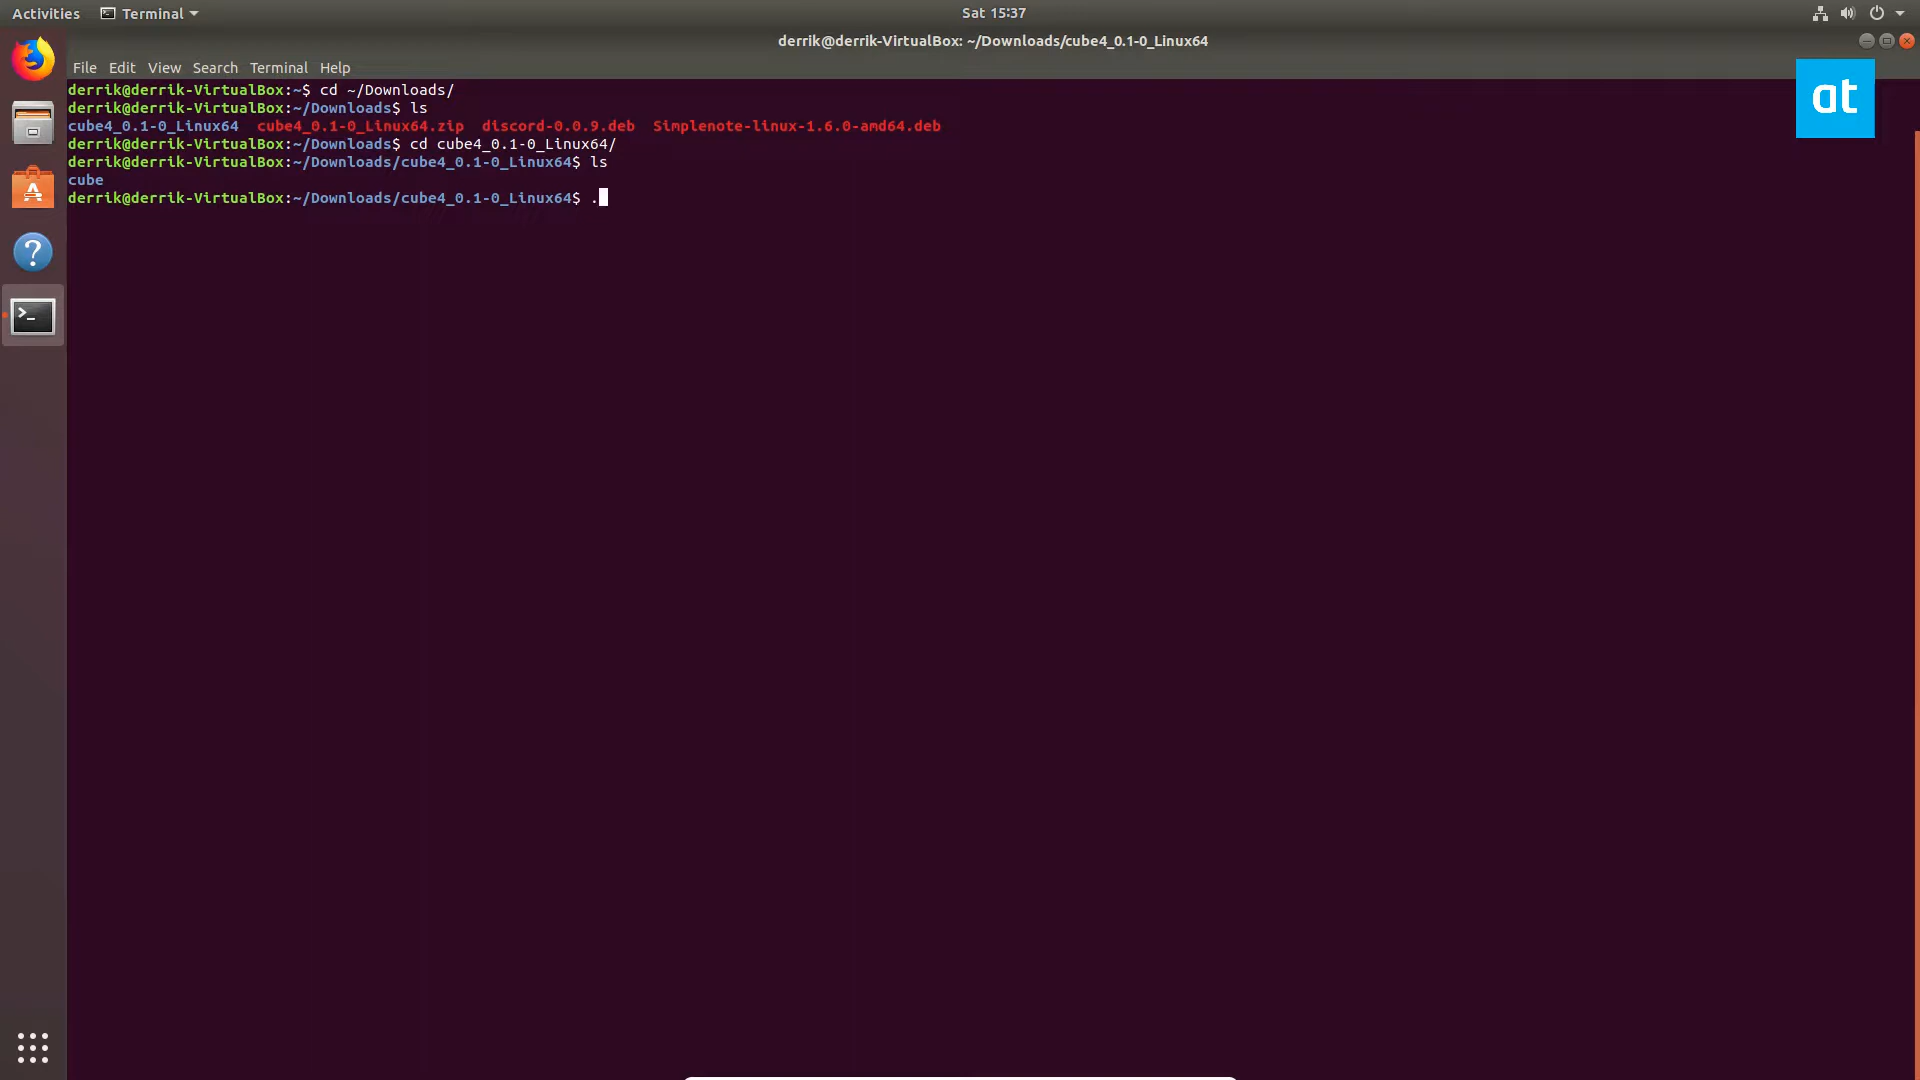 Activities Terminal Sat 15:37
derrik@derrik-VirtualBox: ~/Downloads/cube4_0.1-0_Linux64
File Edit View Search Terminal Help
at
derrik@derrik-VirtualBox:~$ cd ~/Downloads/
derrik@derrik-VirtualBox:~/Downloads$ ls
cube4_0.1-0_Linux64 cube4_0.1-0_Linux64.zip discord-0.0.9.deb Simplenote-linux-1.6.0-amd64.deb
derrik@derrik-VirtualBox:~/Downloads$ cd cube4_0.1-0_Linux64/
derrik@derrik-VirtualBox:~/Downloads/cube4_0.1-0_Linux64$ ls
cube
derrik@derrik-VirtualBox:~/Downloads/cube4_0.1-0_Linux64$ .